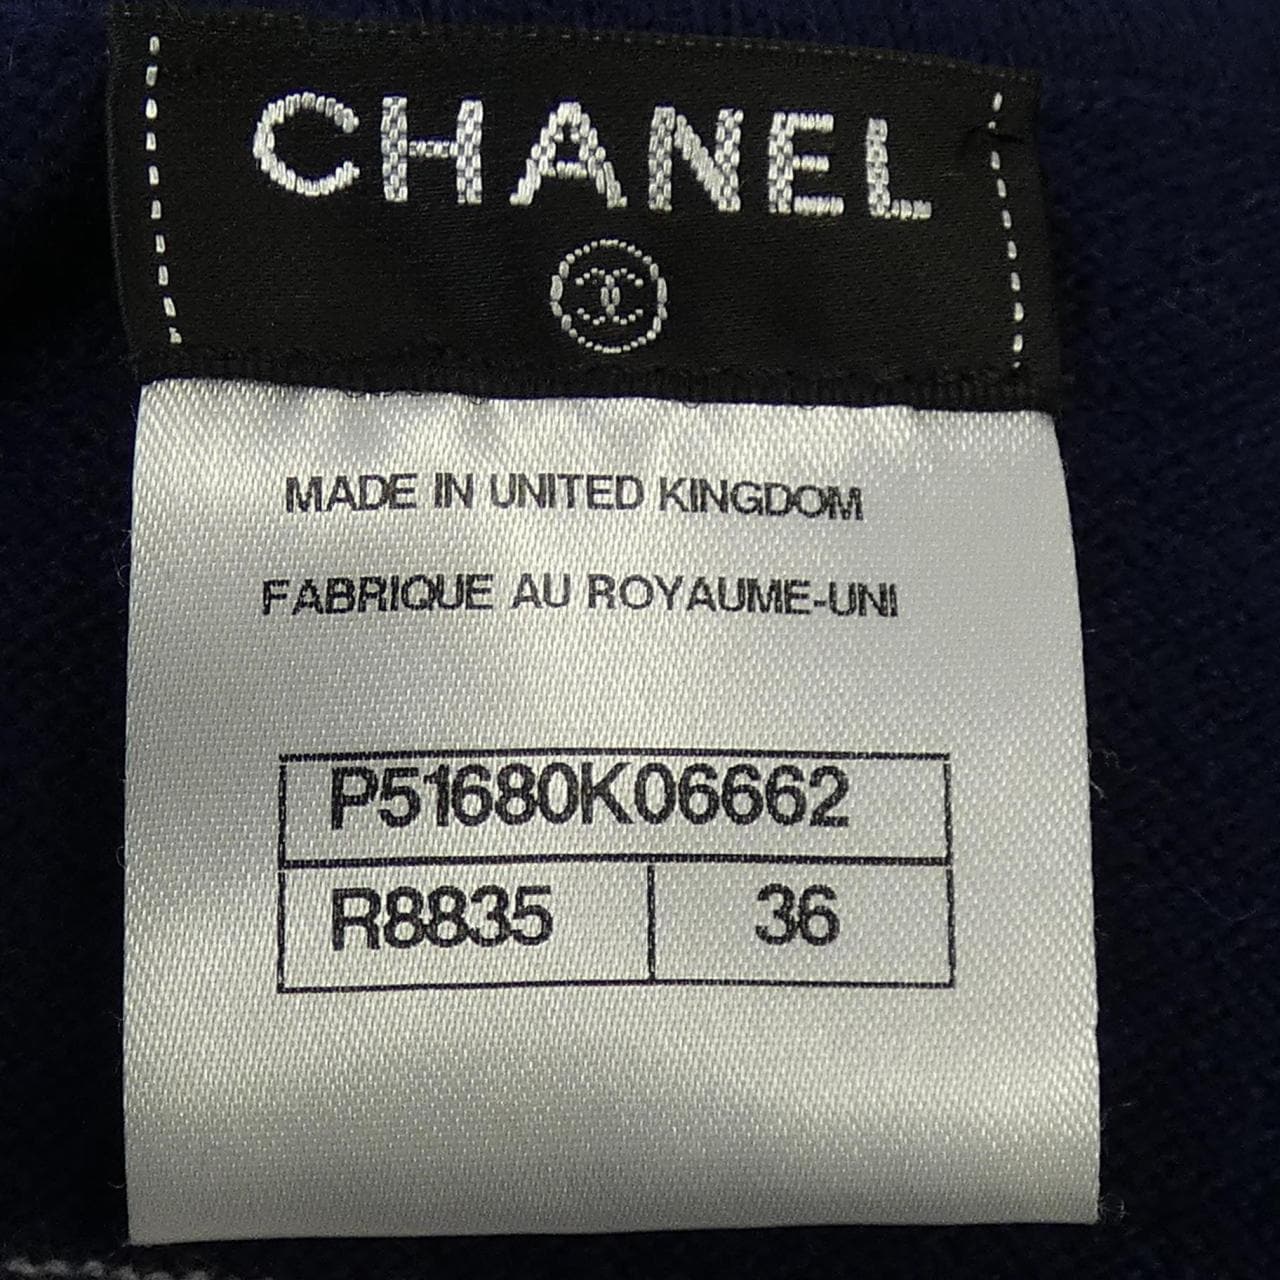 CHANEL
MADE IN UNITED KINGDOM
FABRIQUE AU ROYAUME-UNI
P51680K06662
R8835 36